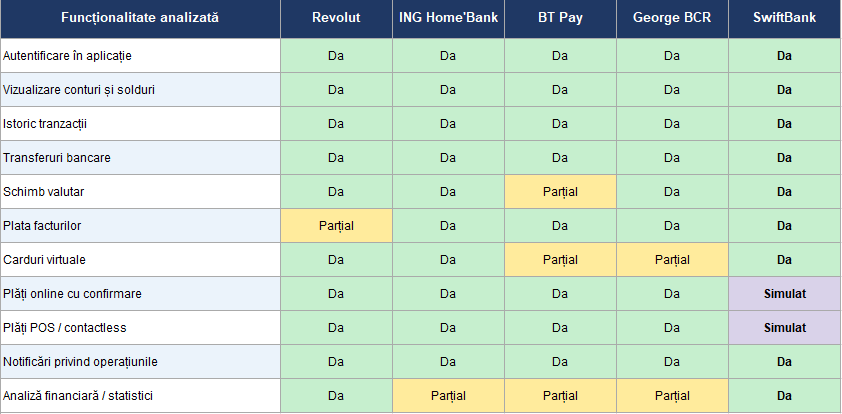 Funcționalitate analizată Revolut ING Home'Bank BT Pay George BCR SwiftBank
Autentificare în aplicație Da Da Da Da Da
Vizualizare conturi și solduri Da Da Da Da Da
Istoric tranzacții Da Da Da Da Da
Transferuri bancare Da Da Da Da Da
Schimb valutar Da Da Parțial Da Da
Plata facturilor Parțial Da Da Da Da
Carduri virtuale Da Da Parțial Parțial Da
Plăți online cu confirmare Da Da Da Da Simulat
Plăți POS / contactless Da Da Da Da Simulat
Notificări privind operațiunile Da Da Da Da Da
Analiză financiară / statistici Da Parțial Parțial Parțial Da